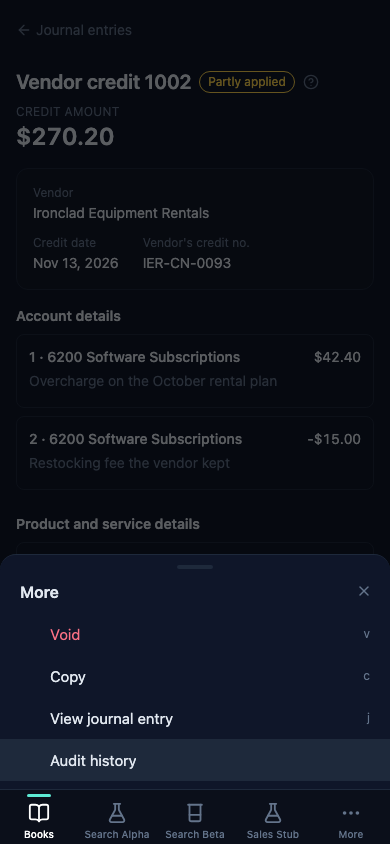 ← Journal entries
Vendor credit 1002 Partly applied ?
CREDIT AMOUNT
$270.20
Vendor
Ironclad Equipment Rentals
Credit date Vendor's credit no.
Nov 13, 2026 IER-CN-0093
Account details
1 · 6200 Software Subscriptions $42.40
Overcharge on the October rental plan
2 · 6200 Software Subscriptions -$15.00
Restocking fee the vendor kept
Product and service details
More
Void v
Copy c
View journal entry j
Audit history
Books Search Alpha Search Beta Sales Stub More